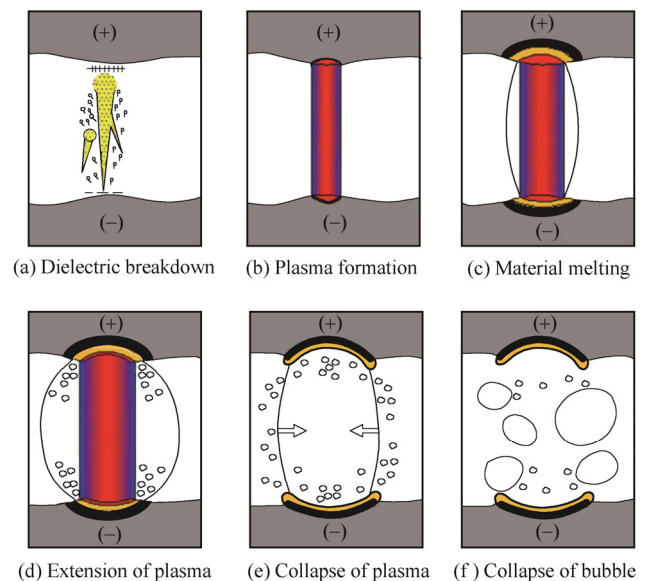 (+)
(−)
(a) Dielectric breakdown
(+)
(−)
(b) Plasma formation
(+)
(−)
(c) Material melting
(+)
(−)
(d) Extension of plasma
(+)
(−)
(e) Collapse of plasma
(+)
(−)
(f ) Collapse of bubble